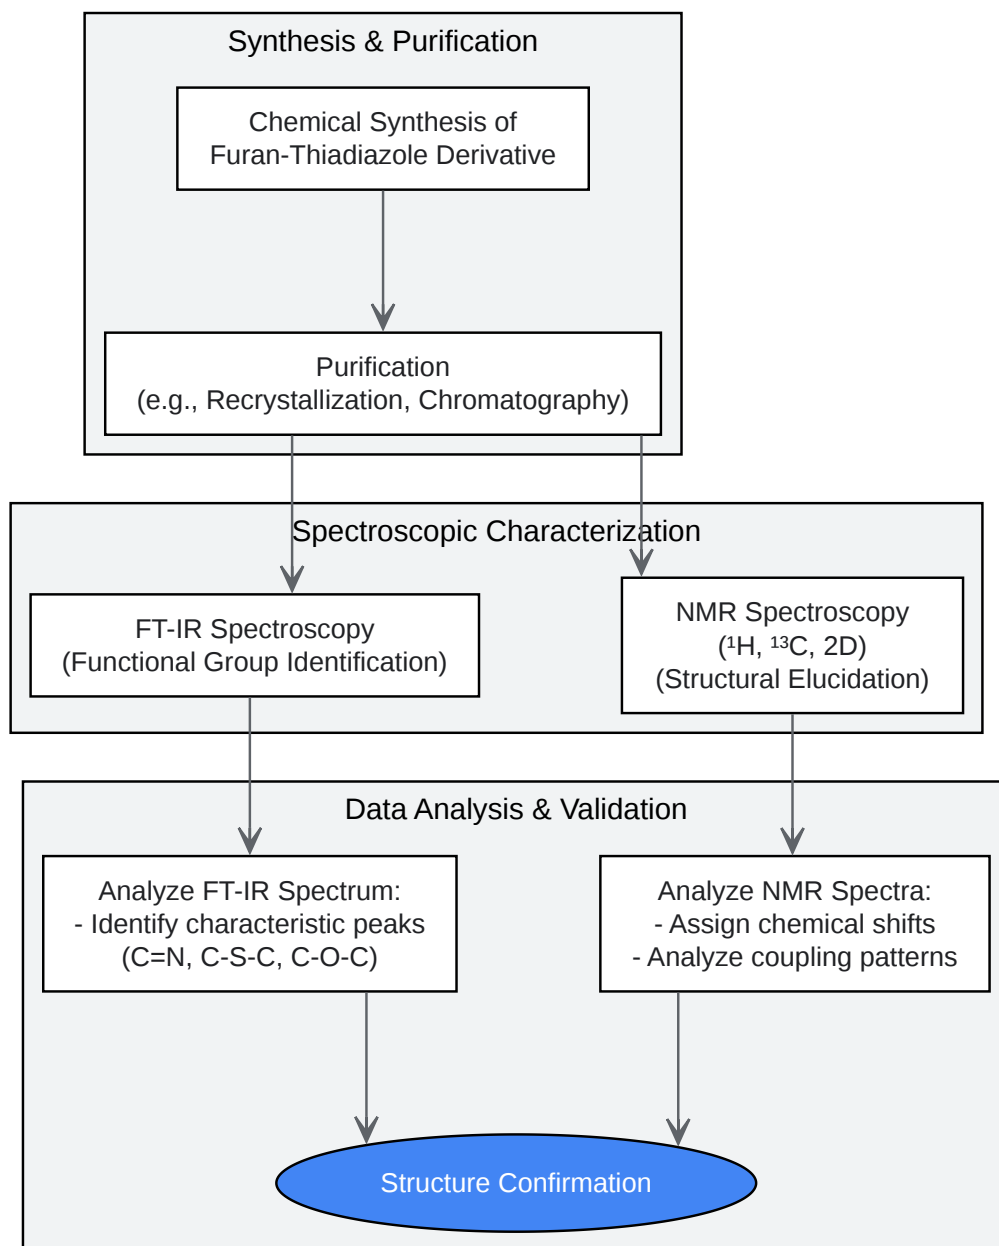 Synthesis & Purification
Chemical Synthesis of
Furan-Thiadiazole Derivative
Purification
(e.g., Recrystallization, Chromatography)
Spectroscopic Characterization
FT-IR Spectroscopy
(Functional Group Identification)
NMR Spectroscopy
(¹H, ¹³C, 2D)
(Structural Elucidation)
Data Analysis & Validation
Analyze FT-IR Spectrum:
- Identify characteristic peaks
(C=N, C-S-C, C-O-C)
Analyze NMR Spectra:
- Assign chemical shifts
- Analyze coupling patterns
Structure Confirmation